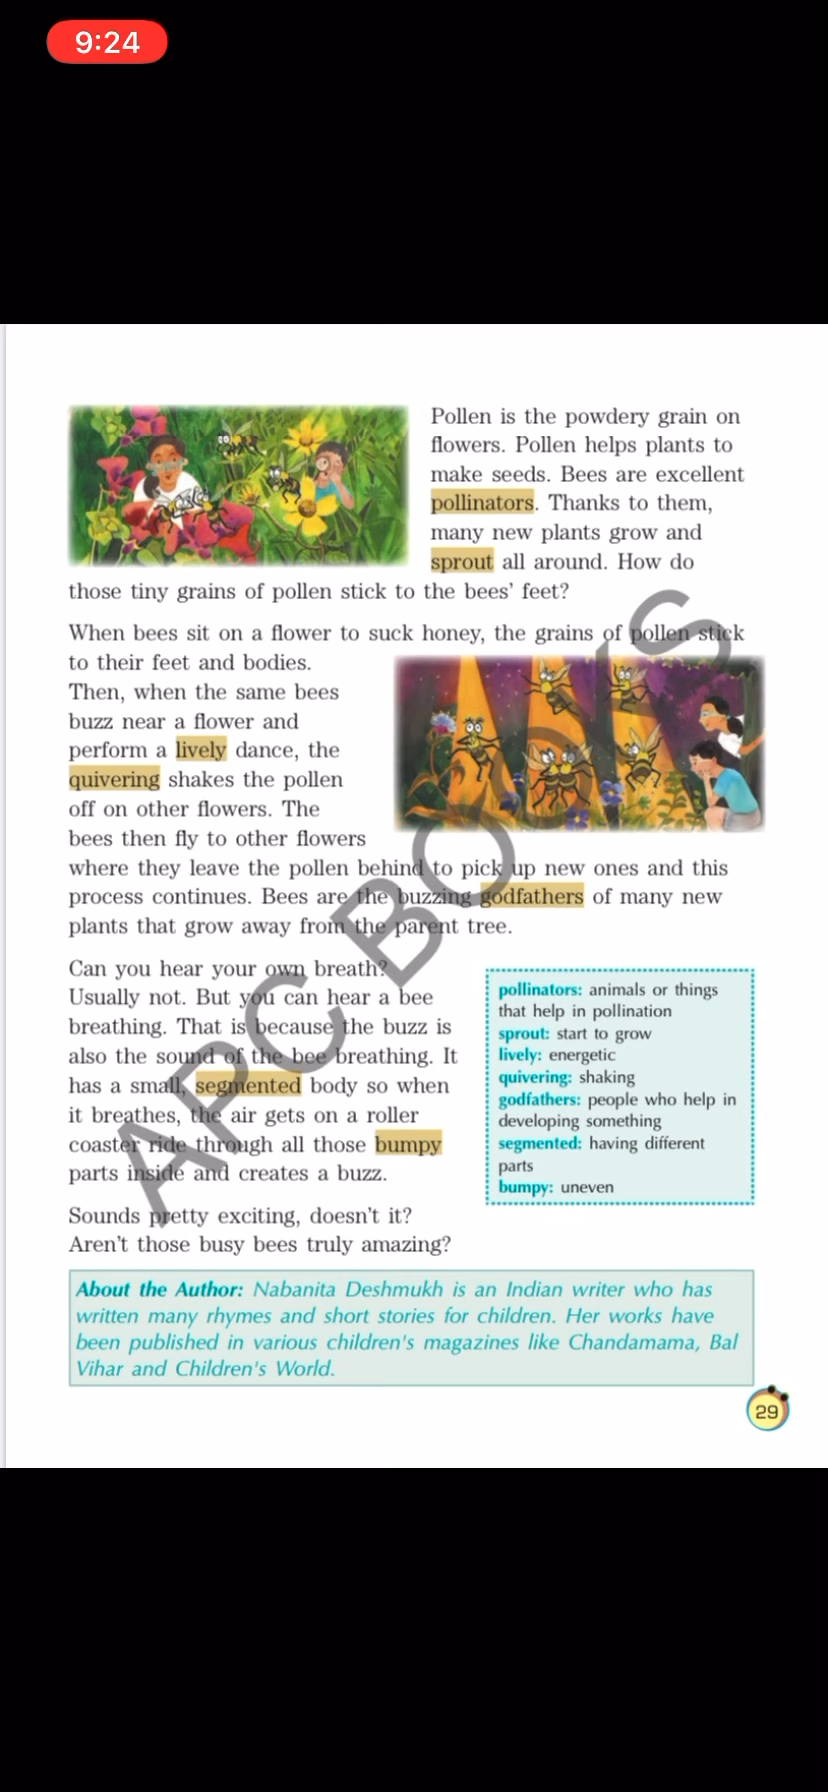 9:24
Pollen is the powdery grain on
flowers. Pollen helps plants to
make seeds. Bees are excellent
pollinators. Thanks to them,
many new plants grow and
sprout all around. How do
those tiny grains of pollen stick to the bees' feet?
When bees sit on a flower to suck honey, the grains of pollen stick
to their feet and bodies.
Then, when the same bees
buzz near a flower and
perform a lively dance, the
quivering shakes the pollen
off on other flowers. The
bees then fly to other flowers
where they leave the pollen behind to pick up new ones and this
process continues. Bees are the buzzing godfathers of many new
plants that grow away from the parent tree.
Can you hear your own breath?
Usually not. But you can hear a bee
breathing. That is because the buzz is
also the sound of the bee breathing. It
has a small, segmented body so when
it breathes, the air gets on a roller
coaster ride through all those bumpy
parts inside and creates a buzz.
Sounds pretty exciting, doesn't it?
Aren't those busy bees truly amazing?
pollinators: animals or things
that help in pollination
sprout: start to grow
lively: energetic
quivering: shaking
godfathers: people who help in
developing something
segmented: having different
parts
bumpy: uneven
About the Author: Nabanita Deshmukh is an Indian writer who has
written many rhymes and short stories for children. Her works have
been published in various children's magazines like Chandamama, Bal
Vihar and Children's World.
29
APC BOOKS